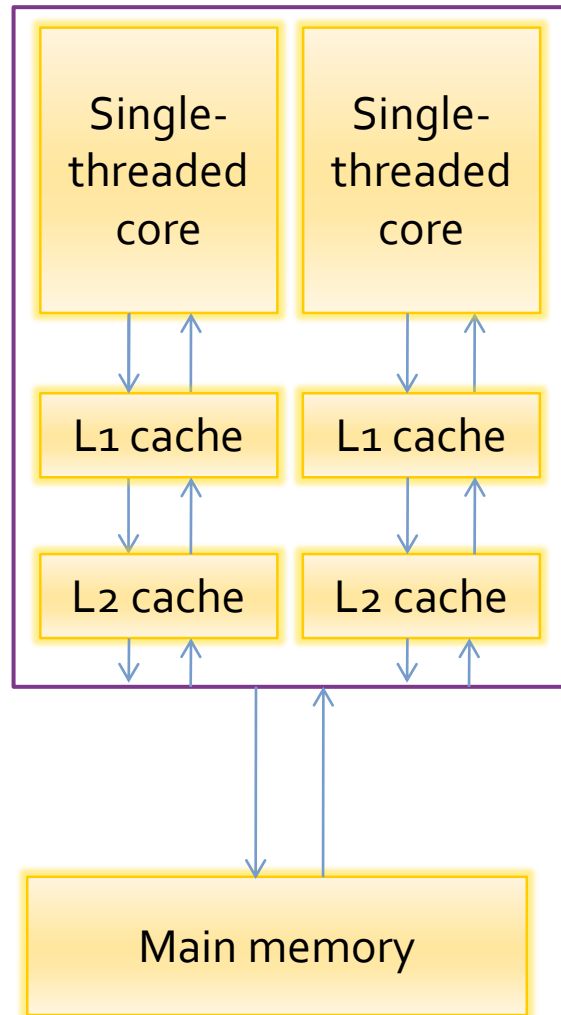 Single-
threaded
core
Single-
threaded
core
L1 cache
L1 cache
L2 cache
L2 cache
Main memory